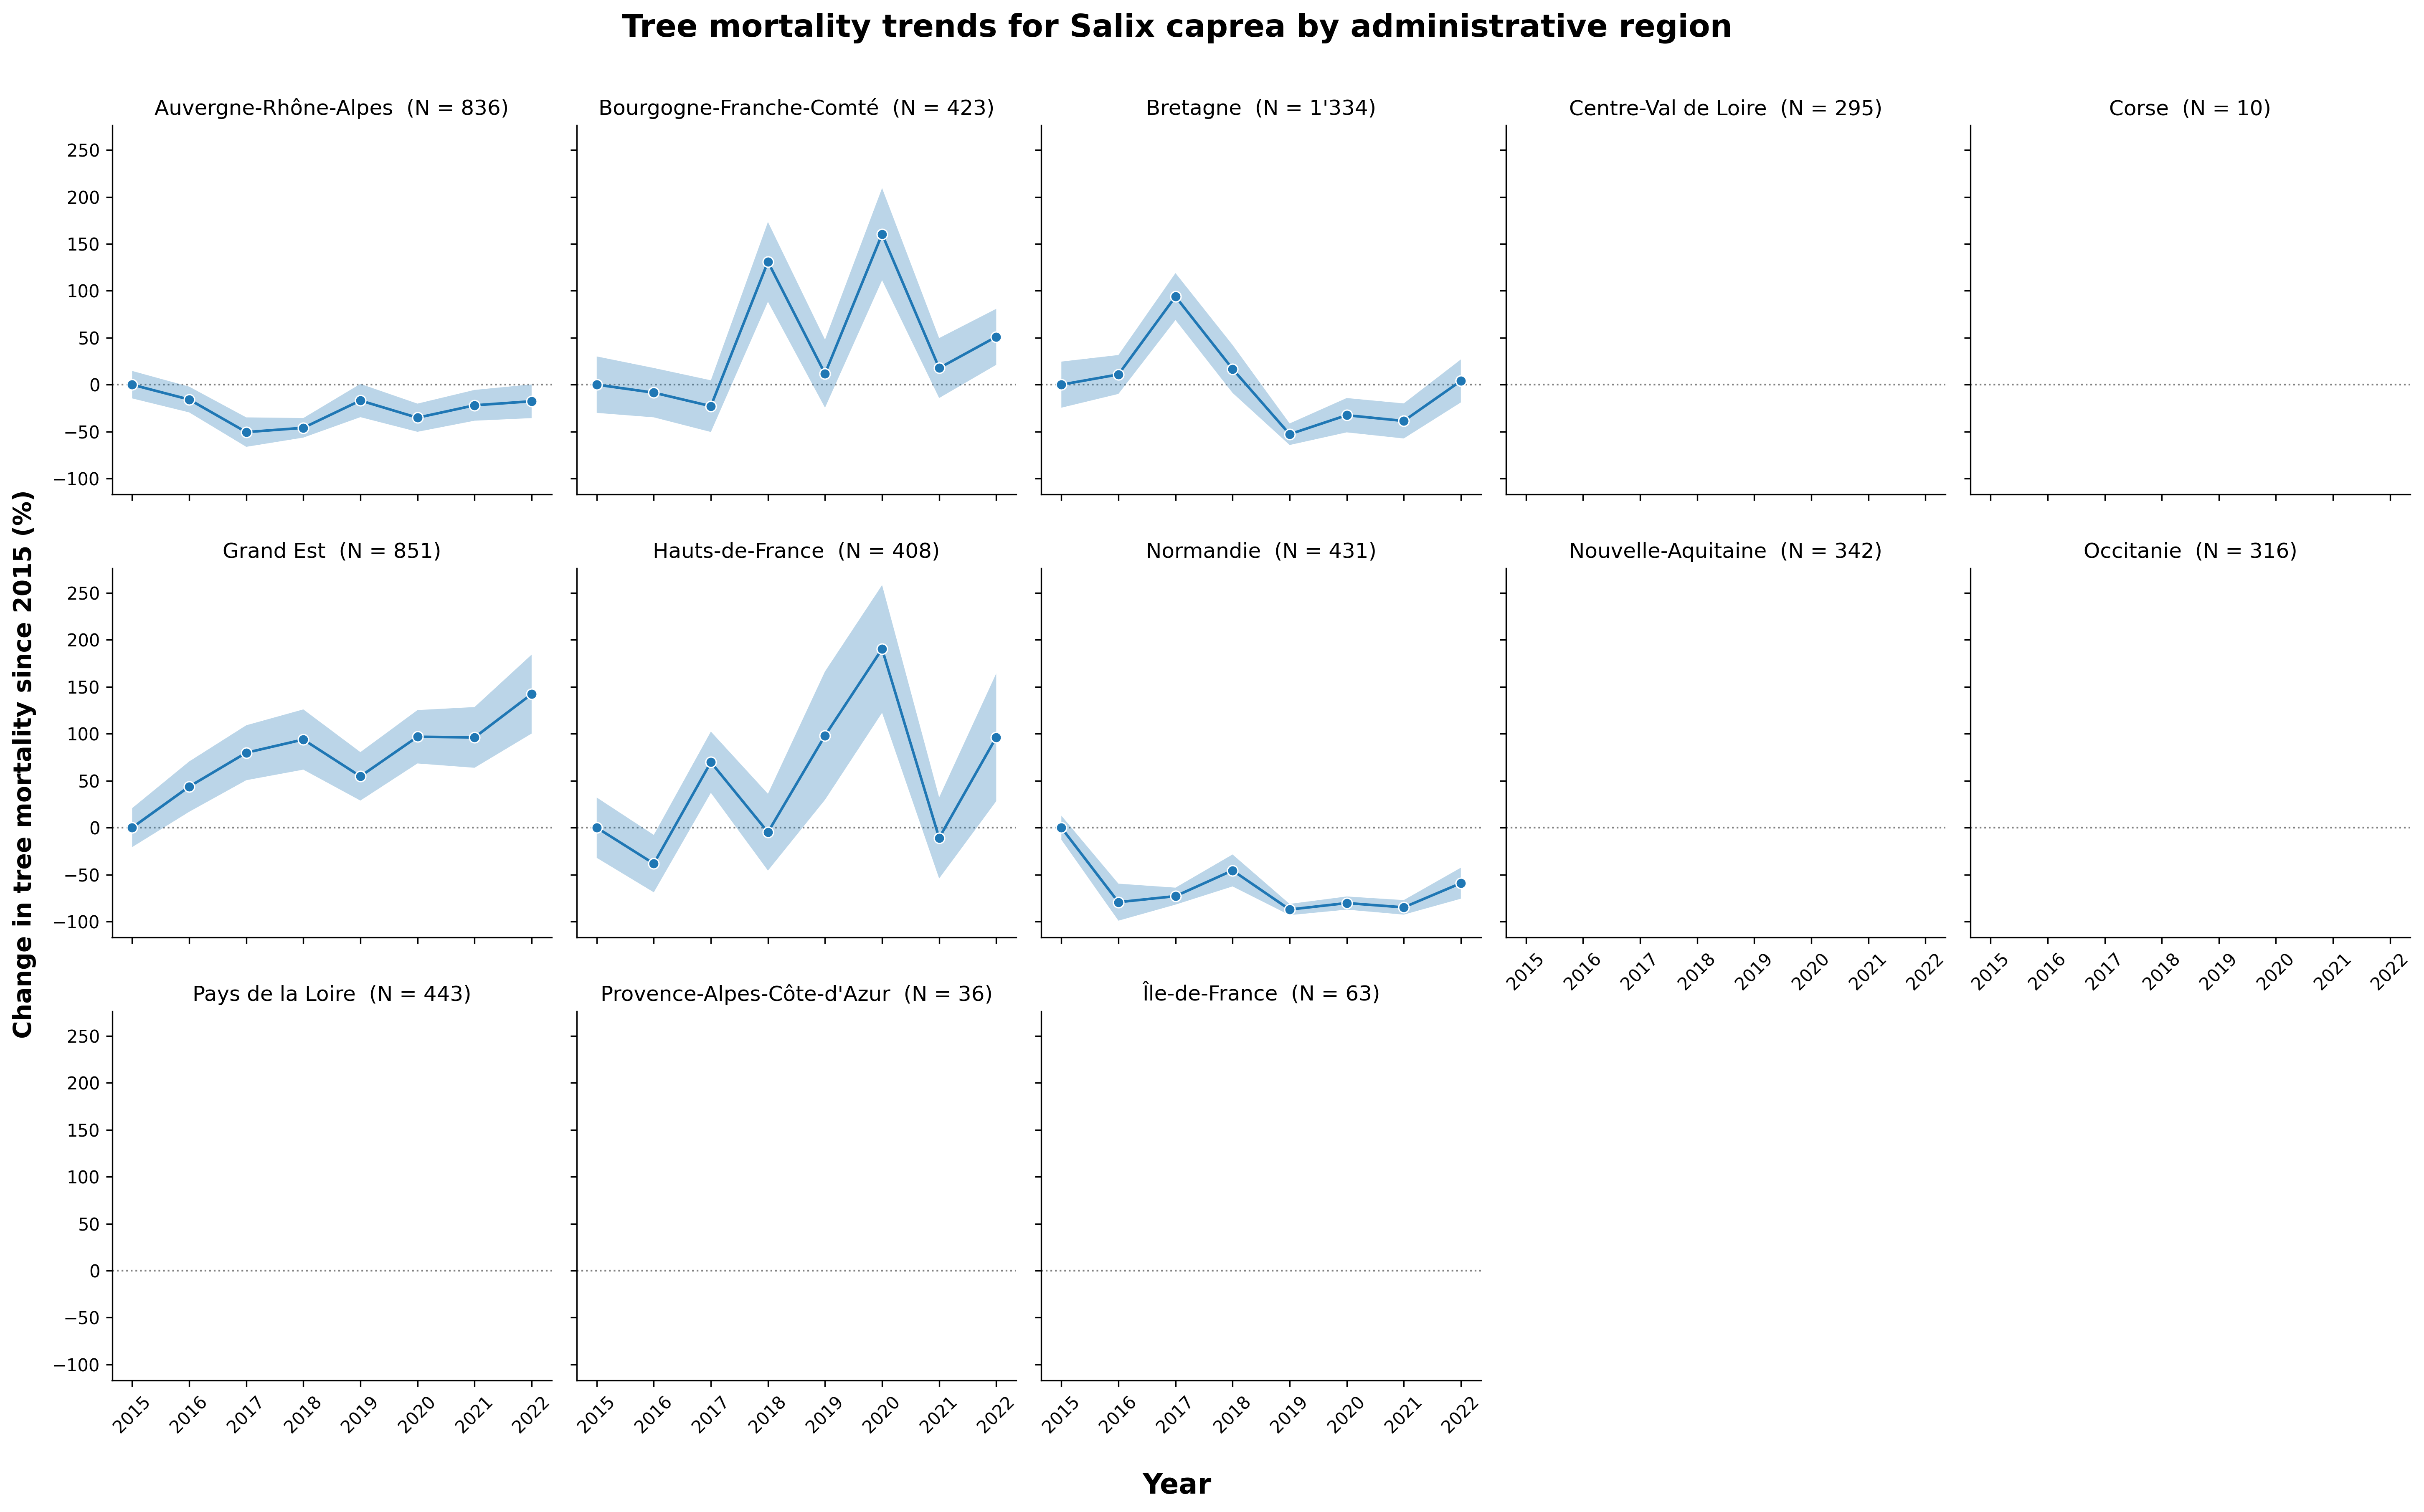 Tree mortality trends for Salix caprea by administrative region
Change in tree mortality since 2015 (%)
Auvergne-Rhône-Alpes (N = 836)
250
200
150
100
50
0
−50
−100
Bourgogne-Franche-Comté (N = 423)
Bretagne (N = 1'334)
Centre-Val de Loire (N = 295)
Corse (N = 10)
Grand Est (N = 851)
250
200
150
100
50
0
−50
−100
Hauts-de-France (N = 408)
Normandie (N = 431)
Nouvelle-Aquitaine (N = 342)
2015 2016 2017 2018 2019 2020 2021 2022
Occitanie (N = 316)
2015 2016 2017 2018 2019 2020 2021 2022
Pays de la Loire (N = 443)
250
200
150
100
50
0
−50
−100
2015 2016 2017 2018 2019 2020 2021 2022
Provence-Alpes-Côte-d'Azur (N = 36)
2015 2016 2017 2018 2019 2020 2021 2022
Île-de-France (N = 63)
2015 2016 2017 2018 2019 2020 2021 2022
Year